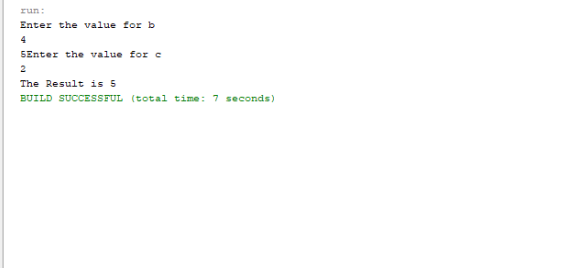 run:
Enter the value for b
4
5Enter the value for c
2
The Result is 5
BUILD SUCCESSFUL (total time: 7 seconds)